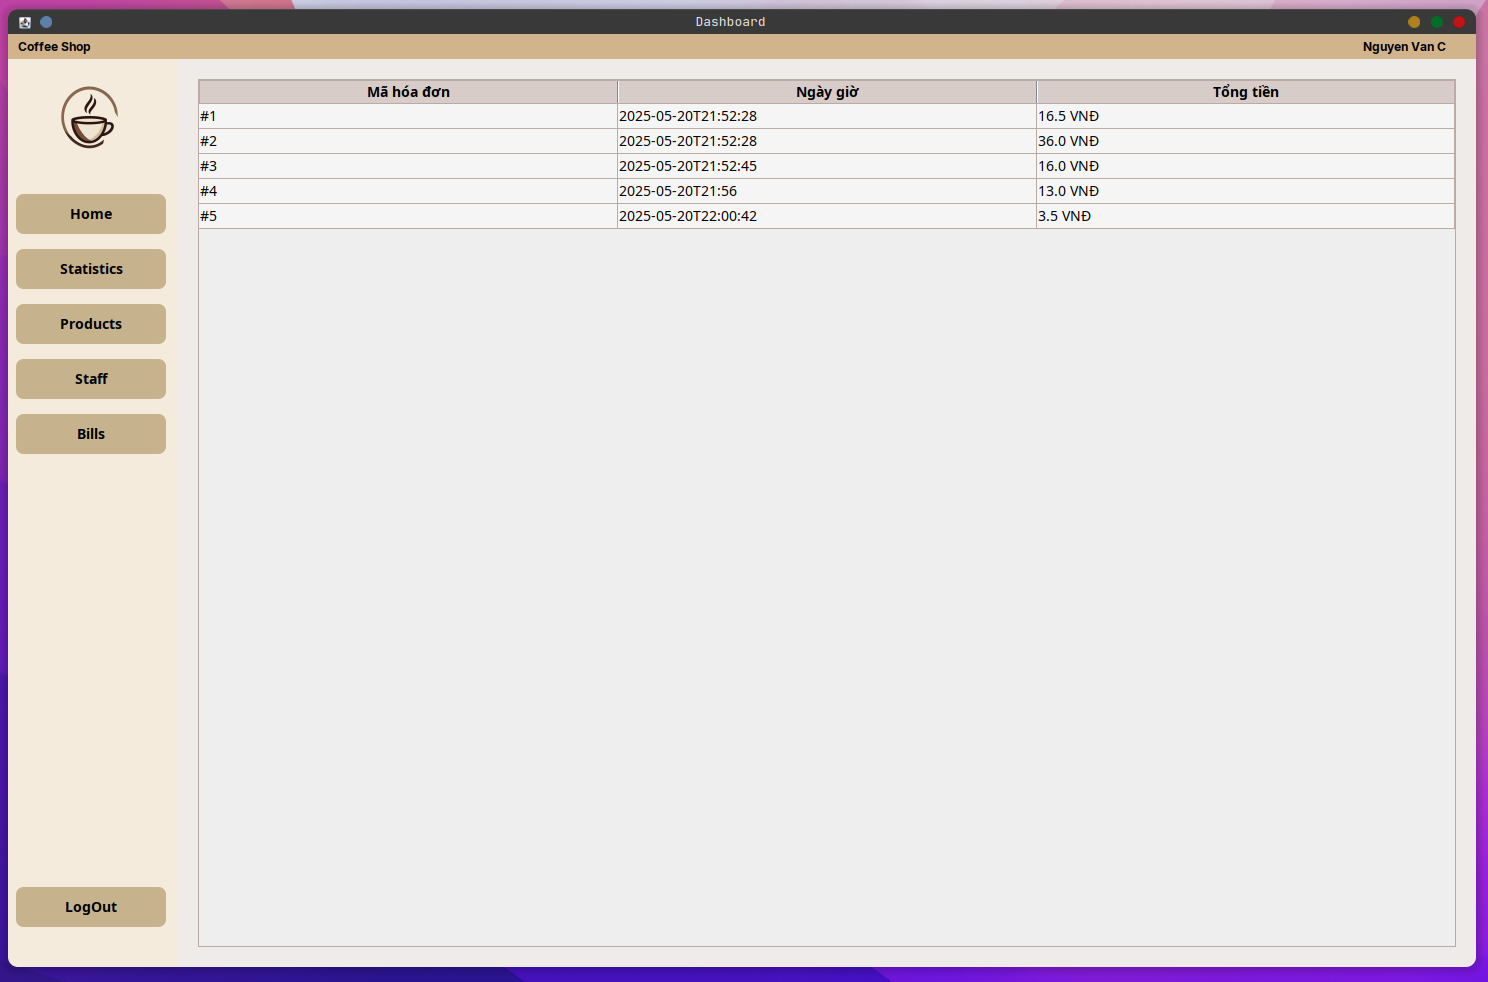 Dashboard
Coffee Shop
Nguyen Van C
Home
Statistics
Products
Staff
Bills
LogOut
Mã hóa đơn Ngày giờ Tổng tiền
#1 2025-05-20T21:52:28 16.5 VNĐ
#2 2025-05-20T21:52:28 36.0 VNĐ
#3 2025-05-20T21:52:45 16.0 VNĐ
#4 2025-05-20T21:56 13.0 VNĐ
#5 2025-05-20T22:00:42 3.5 VNĐ